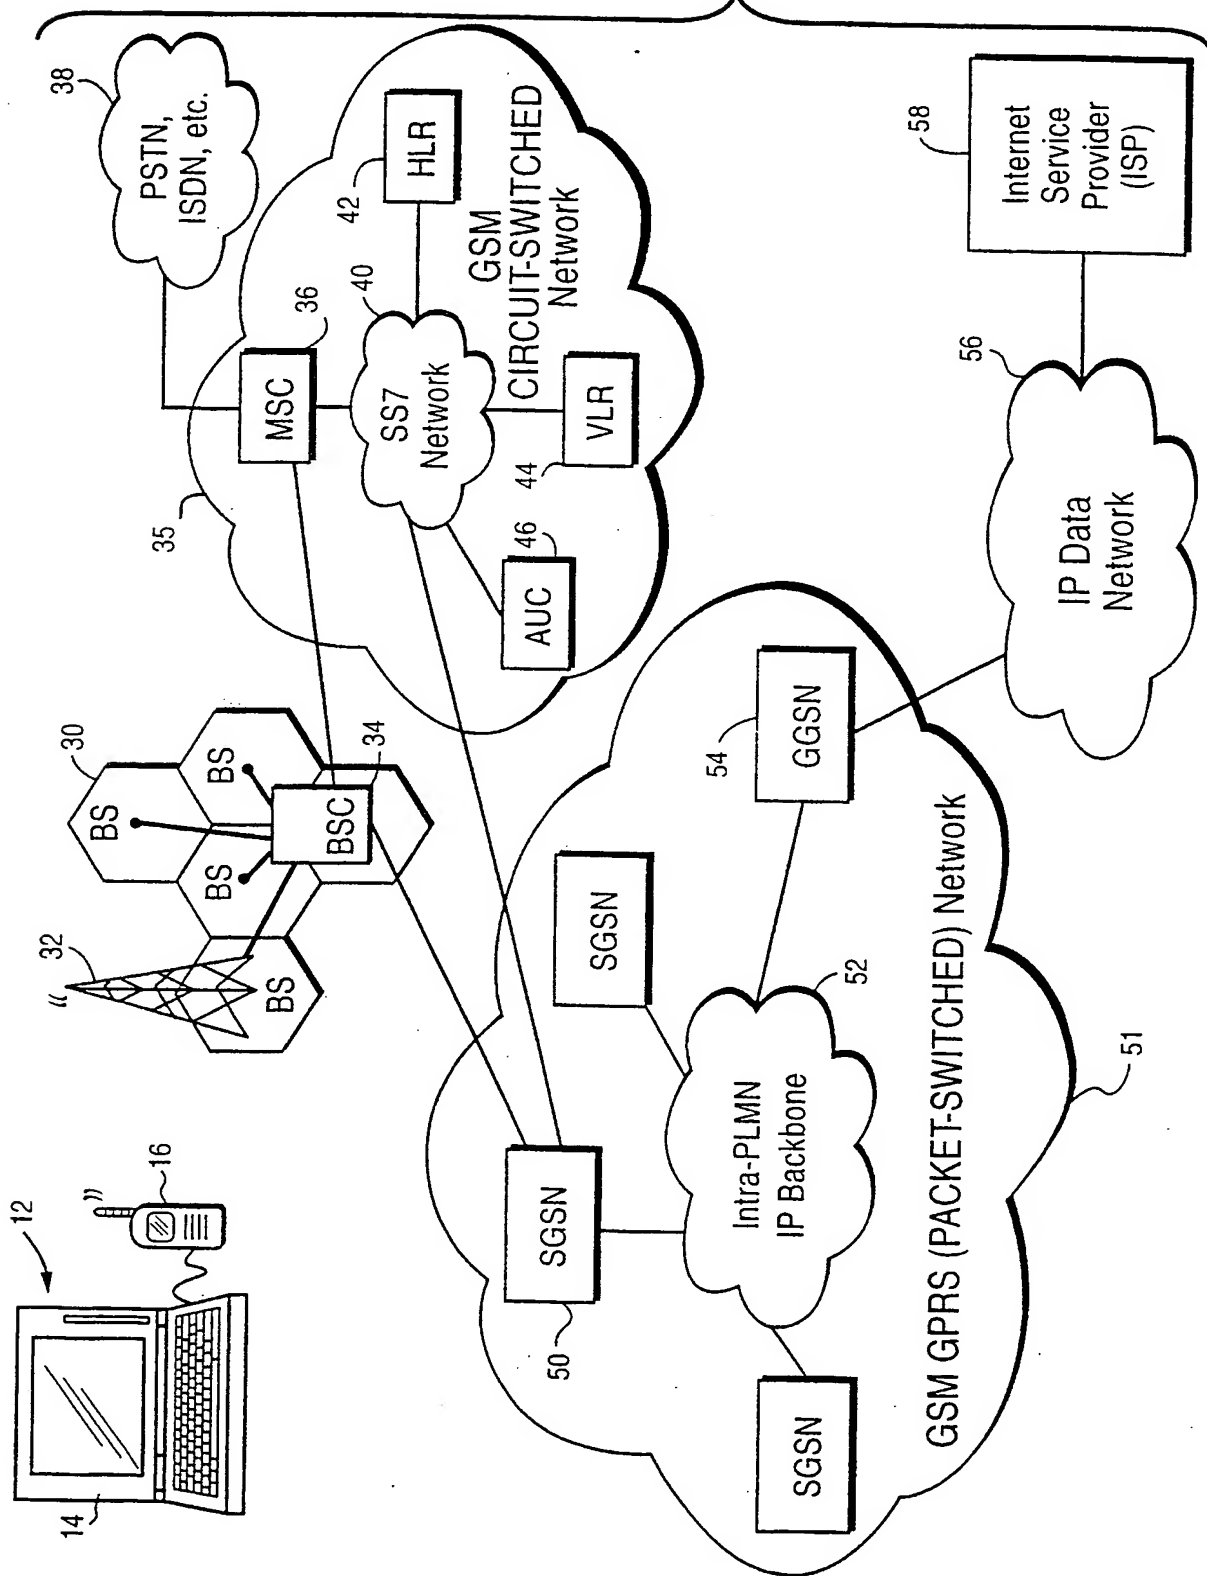 12
14
16
32
BS
BS
BS
BS
30
BSC
34
35
MSC
36
PSTN,
ISDN, etc.
38
SS7
Network
40
HLR
42
VLR
44
AUC
46
GSM
CIRCUIT-SWITCHED
Network
SGSN
50
SGSN
SGSN
Intra-PLMN
IP Backbone
52
GGSN
54
GSM GPRS (PACKET-SWITCHED) Network
51
IP Data
Network
56
Internet
Service
Provider
(ISP)
58